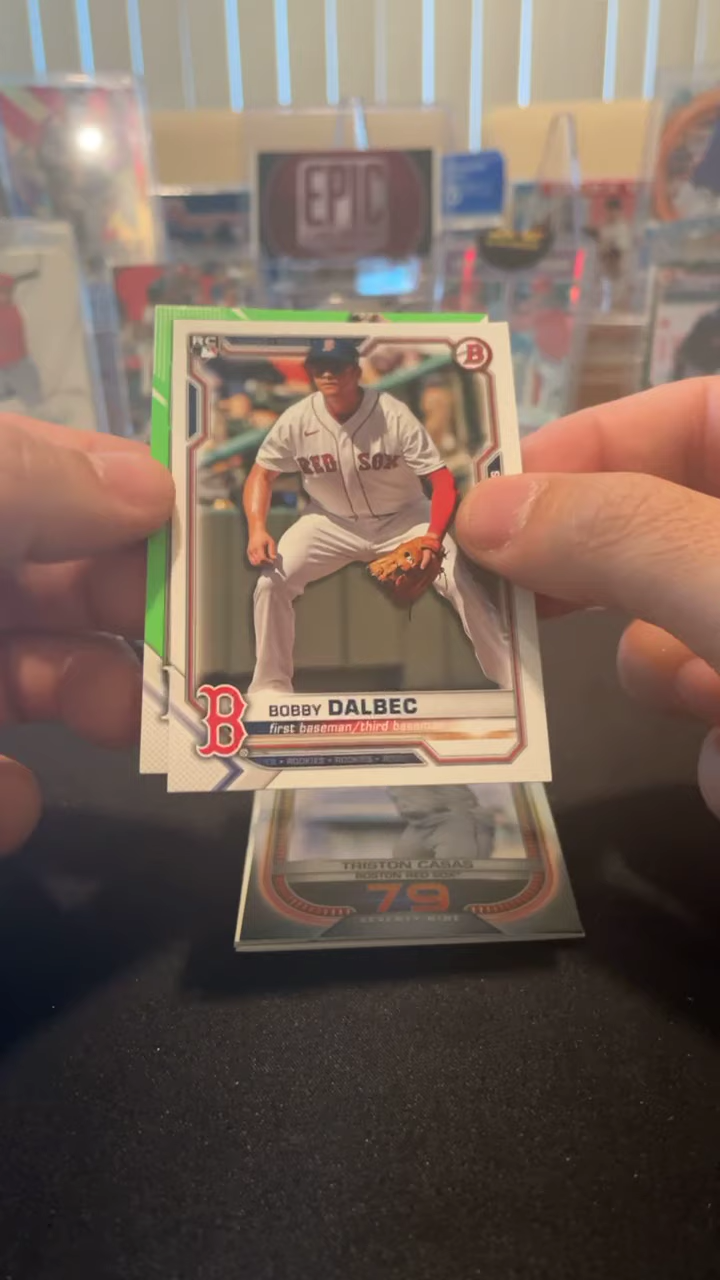 EPIC
RC
B
RED SOX
B
BOBBY DALBEC
first baseman/third baseman
ROOKIES • ROOKIES
TRISTON CASAS
BOSTON RED SOX
79
SEVENTY-NINE